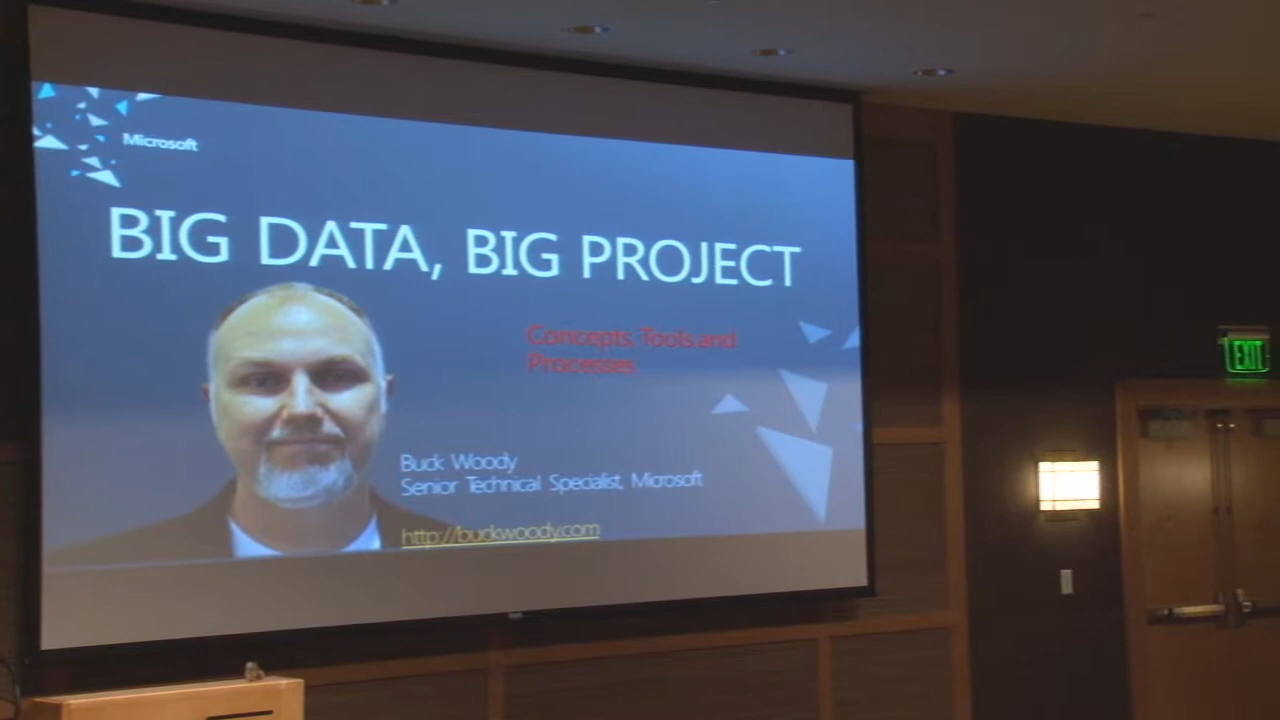 Microsoft
BIG DATA, BIG PROJECT
Concepts, Tools and
Processes
Buck Woody
Senior Technical Specialist, Microsoft
http://buckwoody.com
EXIT